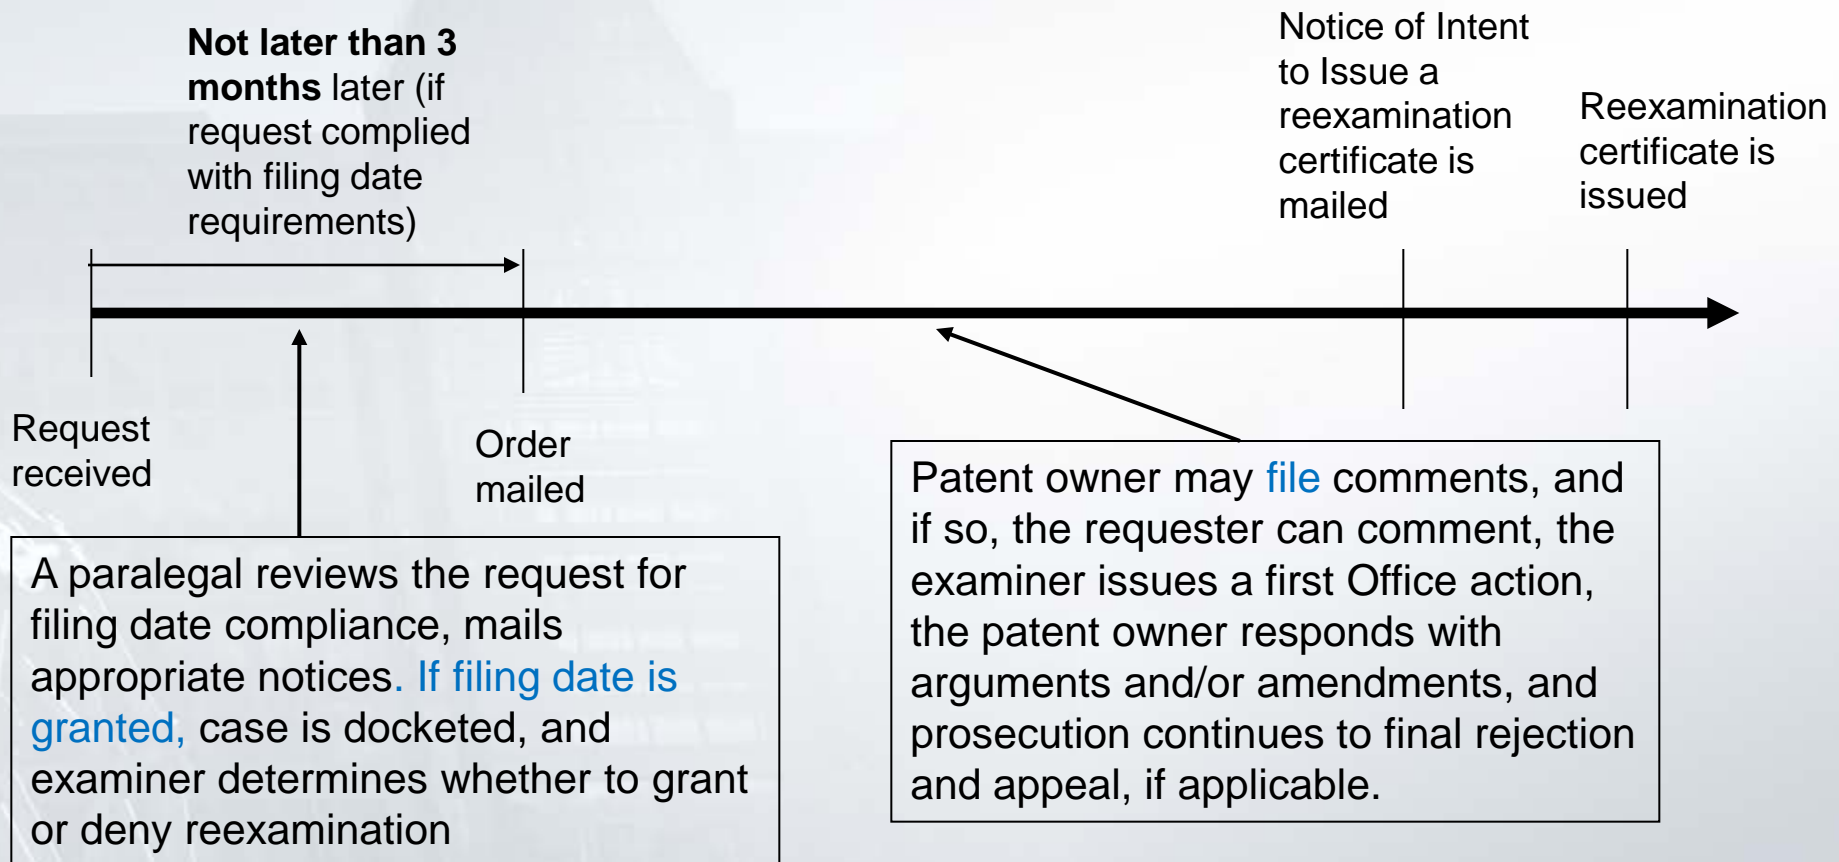 Not later than 3
months later (if
request complied
with filing date
requirements)
Notice of Intent
to Issue a
reexamination
certificate is
mailed
Reexamination
certificate is
issued
Request
received
Order
mailed
A paralegal reviews the request for
filing date compliance, mails
appropriate notices. If filing date is
granted, case is docketed, and
examiner determines whether to grant
or deny reexamination
Patent owner may file comments, and
if so, the requester can comment, the
examiner issues a first Office action,
the patent owner responds with
arguments and/or amendments, and
prosecution continues to final rejection
and appeal, if applicable.